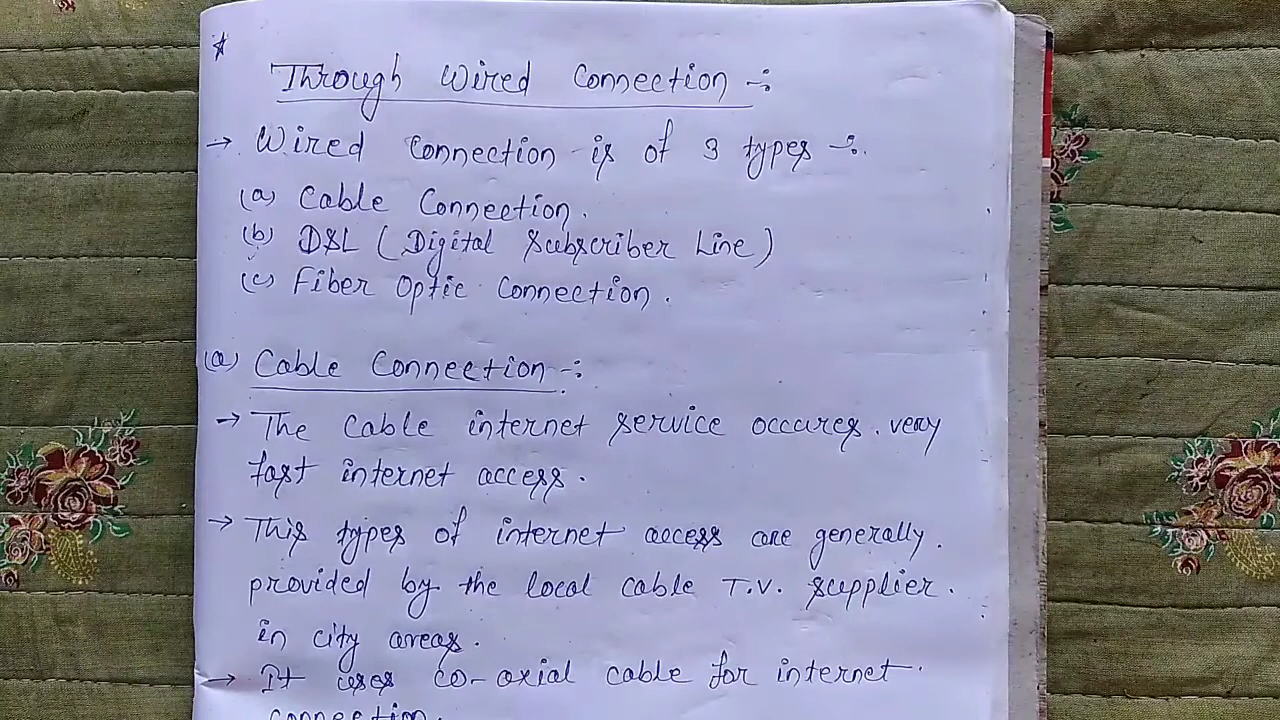 Through Wired Connection :-
→ Wired Connection is of 3 types :-
(a) Cable Connection.
(b) DSL (Digital Subscriber Line)
(c) Fiber Optic Connection.
(a) Cable Connection :-
→ The Cable internet service occures very
fast internet access.
→ This types of internet access are generally
provided by the local cable T.V. supplier.
in city areas.
→ It uses co-axial cable for internet
connection.